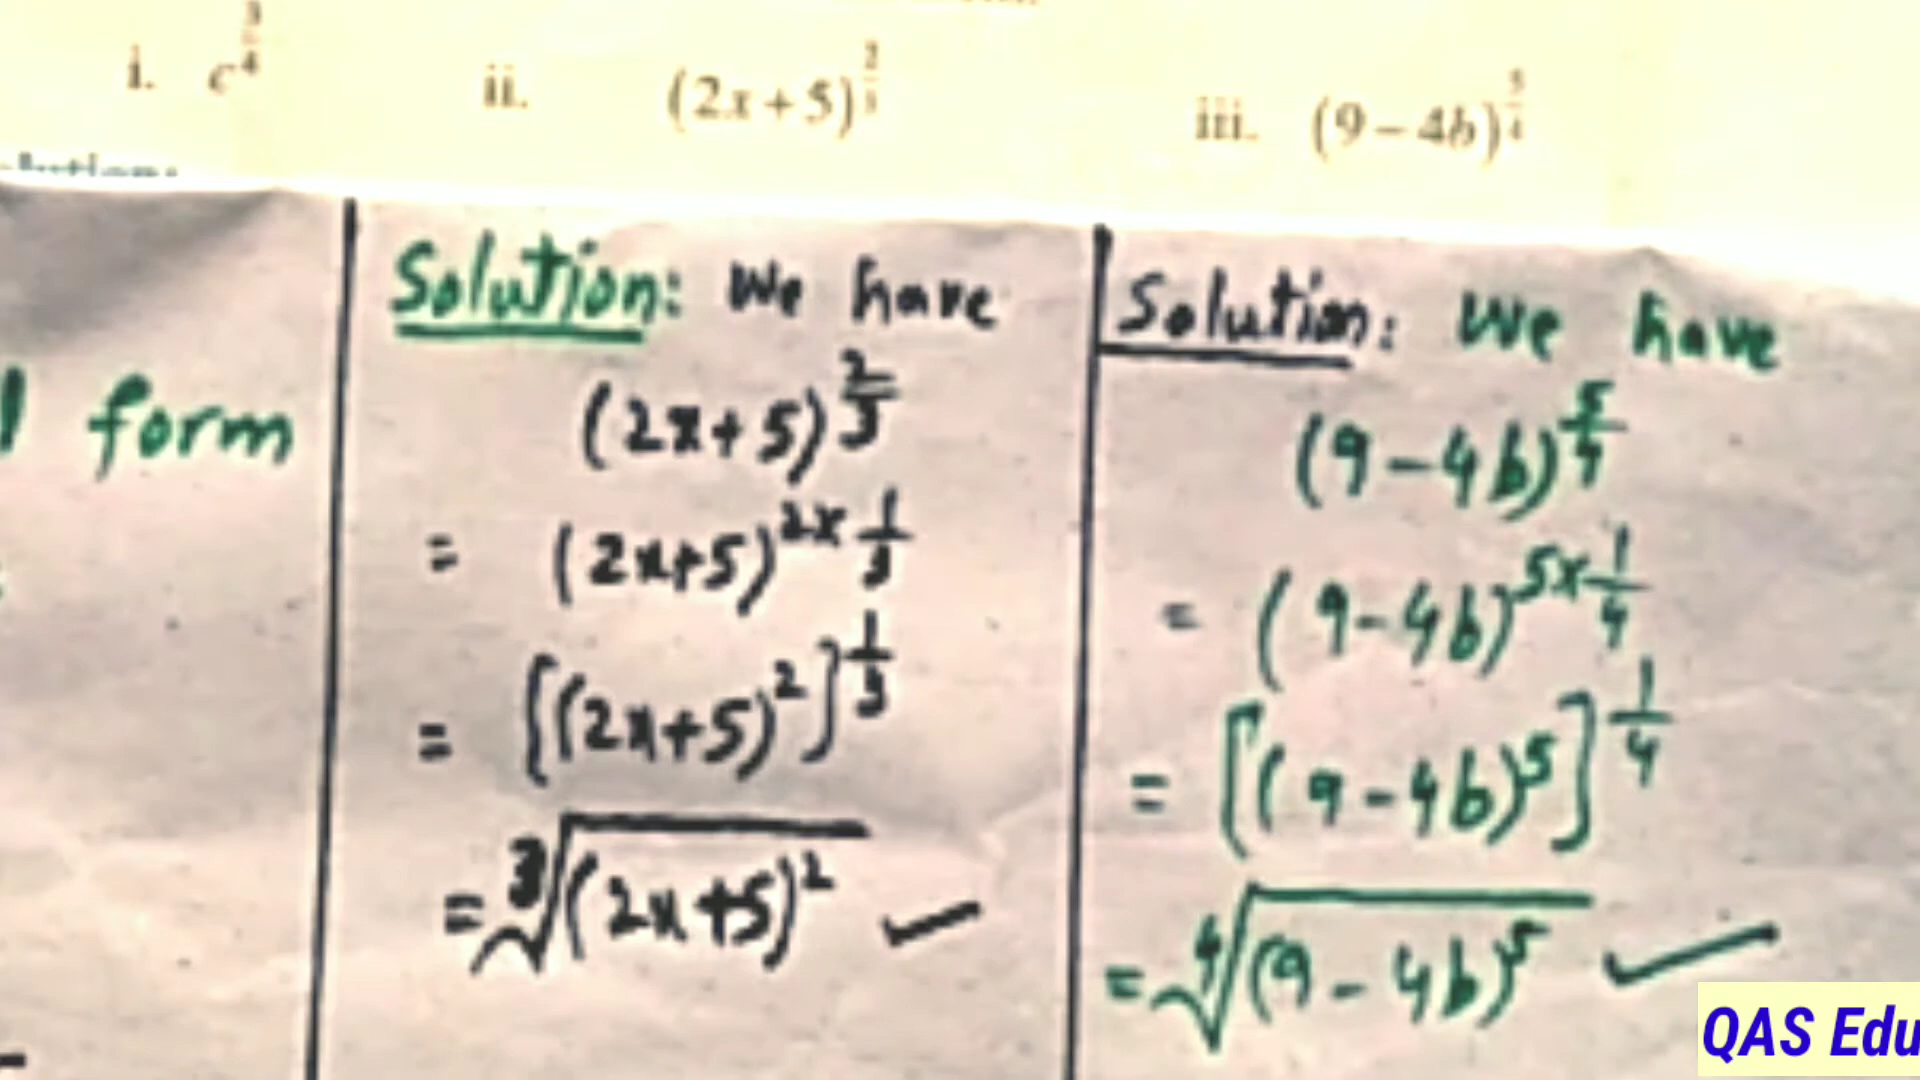 i. c^(3/4) ii. (2x+5)^(2/3) iii. (9-4b)^(5/4)
form
Solution: We have
(2x+5)^(2/3)
= (2x+5)^(2×1/3)
= [(2x+5)^2]^(1/3)
= ∛((2x+5)^2) ✓
Solution: We have
(9-4b)^(5/4)
= (9-4b)^(5×1/4)
= [(9-4b)^5]^(1/4)
= ∜((9-4b)^5) ✓
QAS Edu